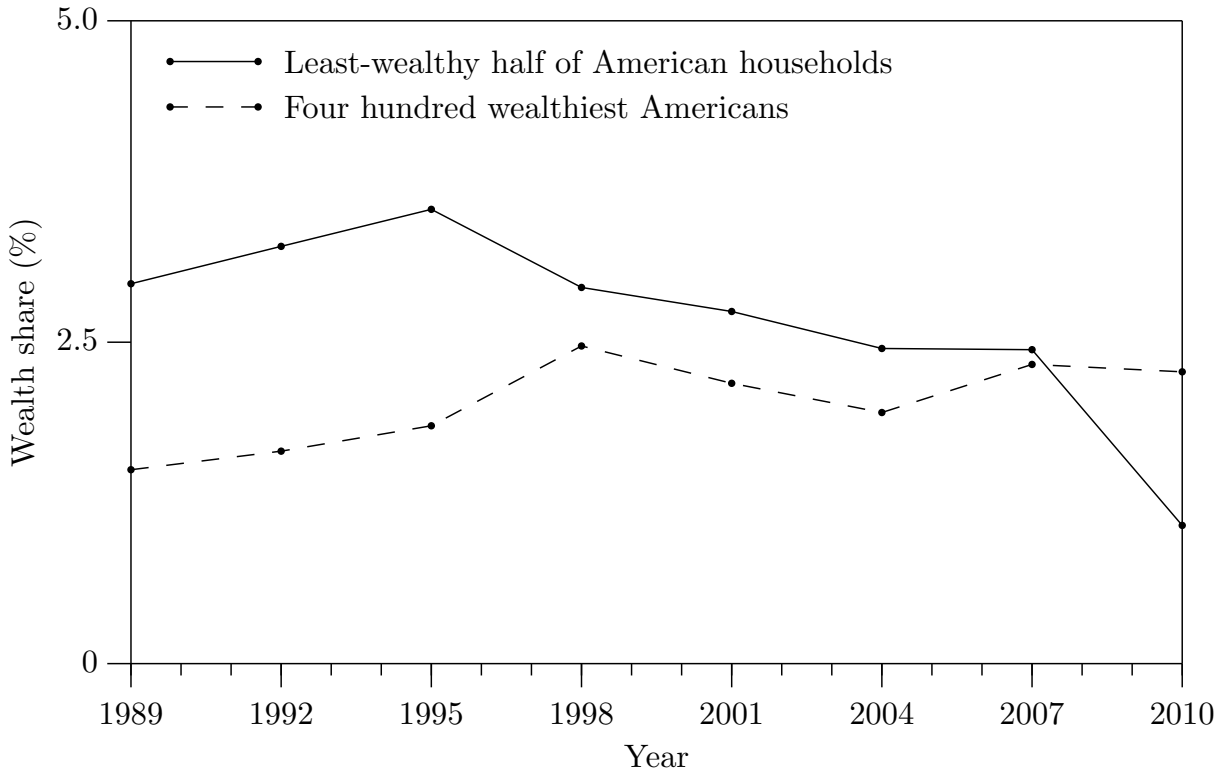 5.0
Least-wealthy half of American households
Four hundred wealthiest Americans
Wealth share (%)
2.5
0
1989 1992 1995 1998 2001 2004 2007 2010
Year